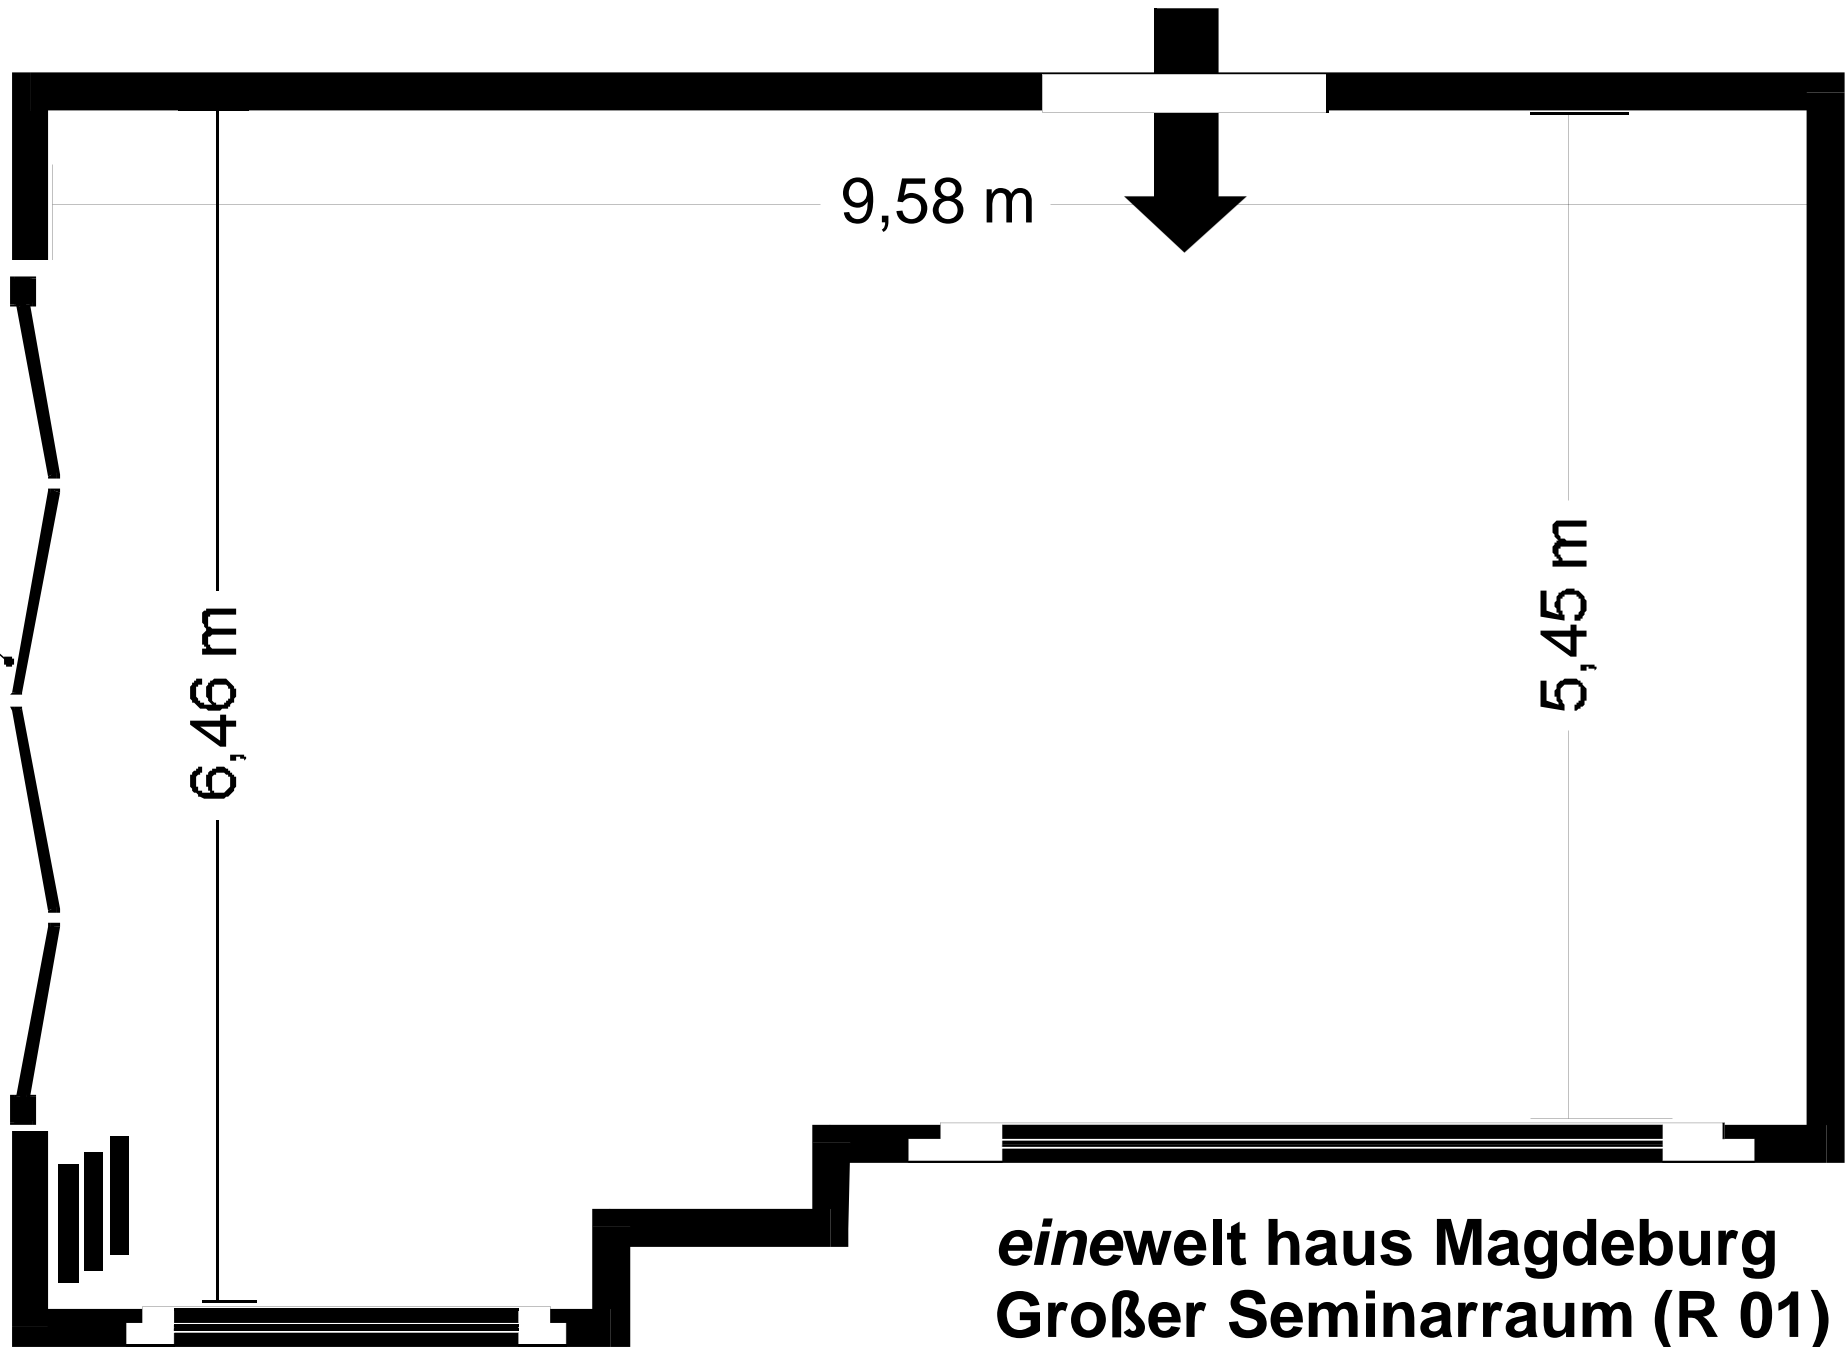 9,58 m
6,46 m
5,45 m
einewelt haus Magdeburg
Großer Seminarraum (R 01)